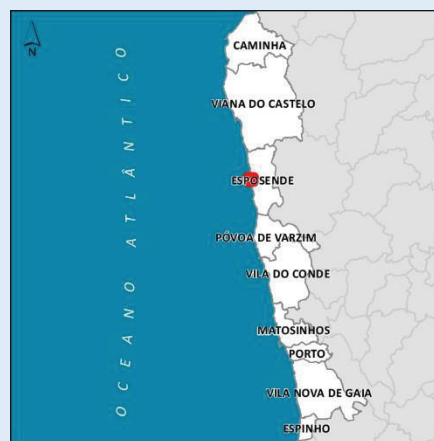 N
CAMINHA
VIANA DO CASTELO
ESPOSENDE
PÓVOA DE VARZIM
VILA DO CONDE
MATOSINHOS
PORTO
VILA NOVA DE GAIA
ESPINHO
OCEANO ATLÂNTICO